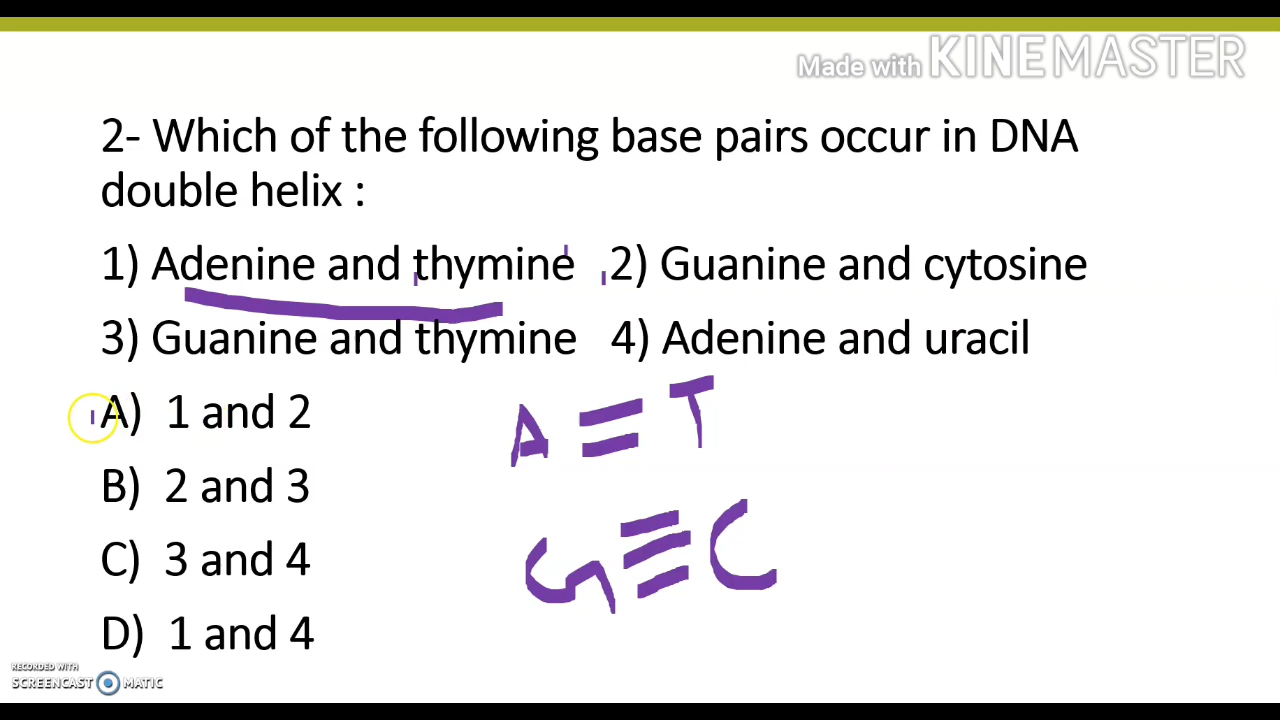 Made with KINEMASTER
2- Which of the following base pairs occur in DNA
double helix :
1) Adenine and thymine 2) Guanine and cytosine
3) Guanine and thymine 4) Adenine and uracil
A) 1 and 2
B) 2 and 3
C) 3 and 4
D) 1 and 4
A = T
G ≡ C
RECORDED WITH
SCREENCAST MATIC